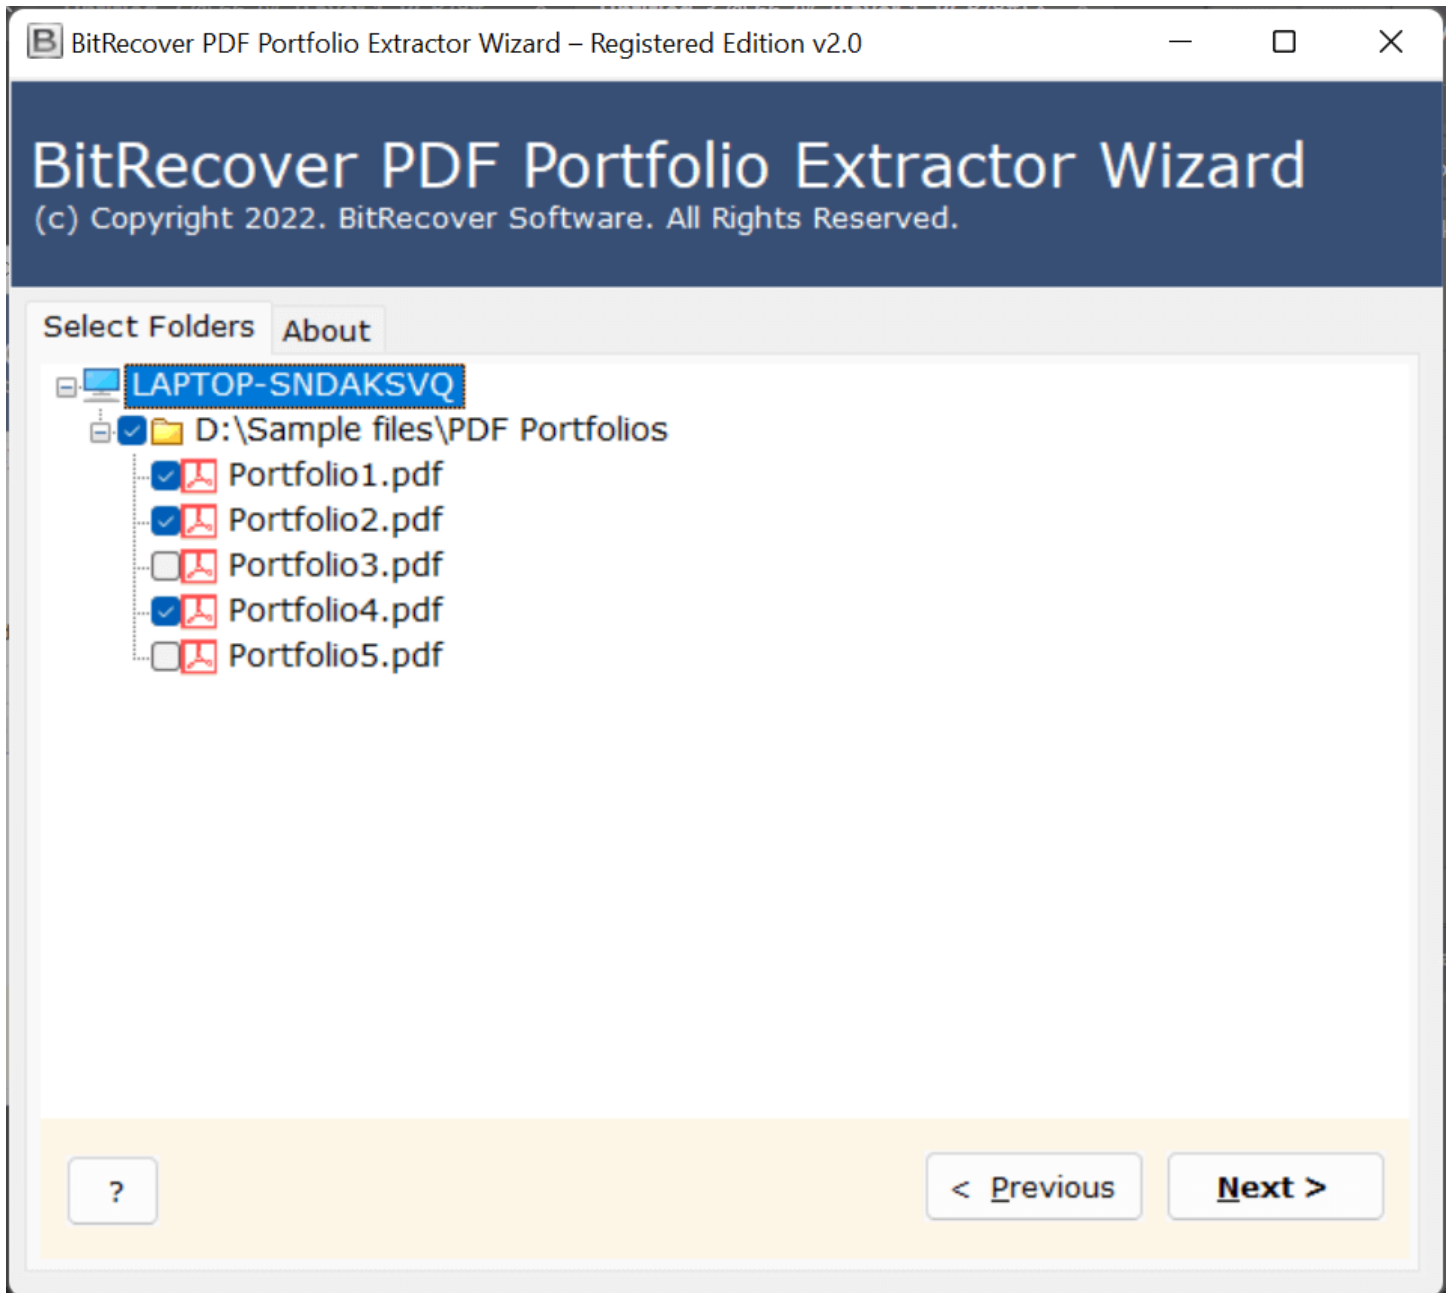 BitRecover PDF Portfolio Extractor Wizard – Registered Edition v2.0
BitRecover PDF Portfolio Extractor Wizard
(c) Copyright 2022. BitRecover Software. All Rights Reserved.
Select Folders About
LAPTOP-SNDAKSVQ
D:\Sample files\PDF Portfolios
Portfolio1.pdf
Portfolio2.pdf
Portfolio3.pdf
Portfolio4.pdf
Portfolio5.pdf
? < Previous Next >